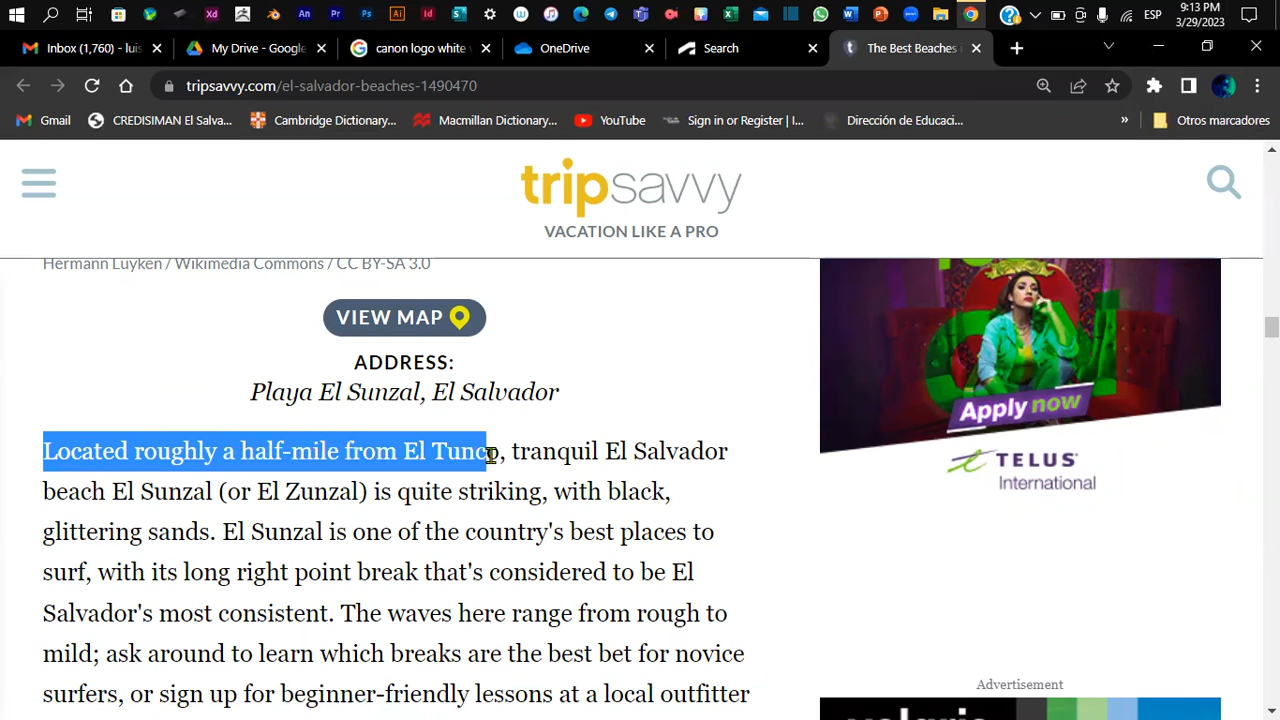 Xd An Pr Ps Ai Id S W ESP 9:13 PM
3/29/2023
Inbox (1,760) - luis
My Drive - Google
canon logo white
OneDrive
Search
The Best Beaches i
tripsavvy.com/el-salvador-beaches-1490470
Gmail
CREDISIMAN El Salva...
Cambridge Dictionary...
Macmillan Dictionary...
YouTube
Sign in or Register | I...
Dirección de Educaci...
»
Otros marcadores
tripsavvy
VACATION LIKE A PRO
Hermann Luyken / Wikimedia Commons / CC BY-SA 3.0
VIEW MAP
ADDRESS:
Playa El Sunzal, El Salvador
Located roughly a half-mile from El Tunco, tranquil El Salvador
beach El Sunzal (or El Zunzal) is quite striking, with black,
glittering sands. El Sunzal is one of the country's best places to
surf, with its long right point break that's considered to be El
Salvador's most consistent. The waves here range from rough to
mild; ask around to learn which breaks are the best bet for novice
surfers, or sign up for beginner-friendly lessons at a local outfitter
Apply now
TELUS
International
Advertisement